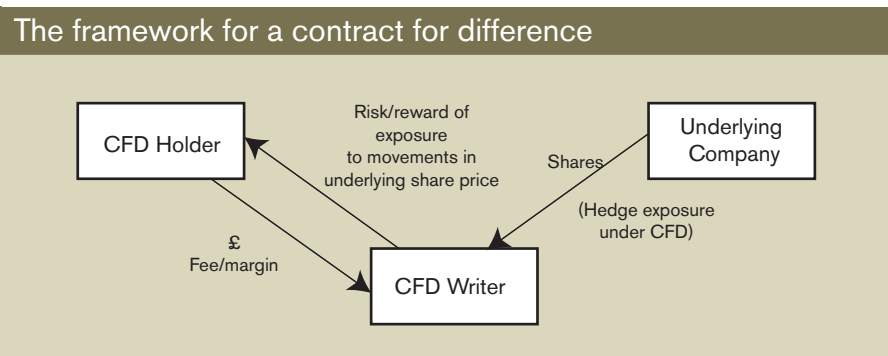 The framework for a contract for difference
CFD Holder
Risk/reward of
exposure
to movements in
underlying share price
Underlying
Company
Shares
(Hedge exposure
under CFD)
£
Fee/margin
CFD Writer